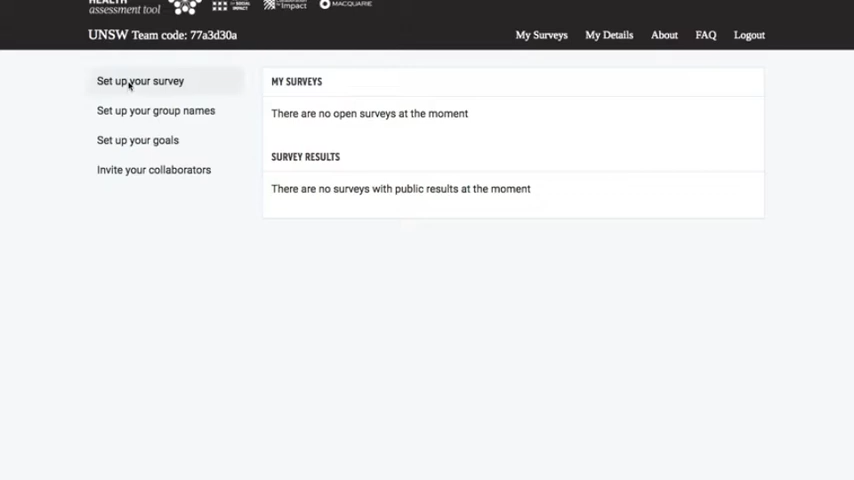 HEALTH
assessment tool
MACQUARIE
UNSW Team code: 77a3d30a
My Surveys
My Details
About
FAQ
Logout
Set up your survey
Set up your group names
Set up your goals
Invite your collaborators
MY SURVEYS
There are no open surveys at the moment
SURVEY RESULTS
There are no surveys with public results at the moment